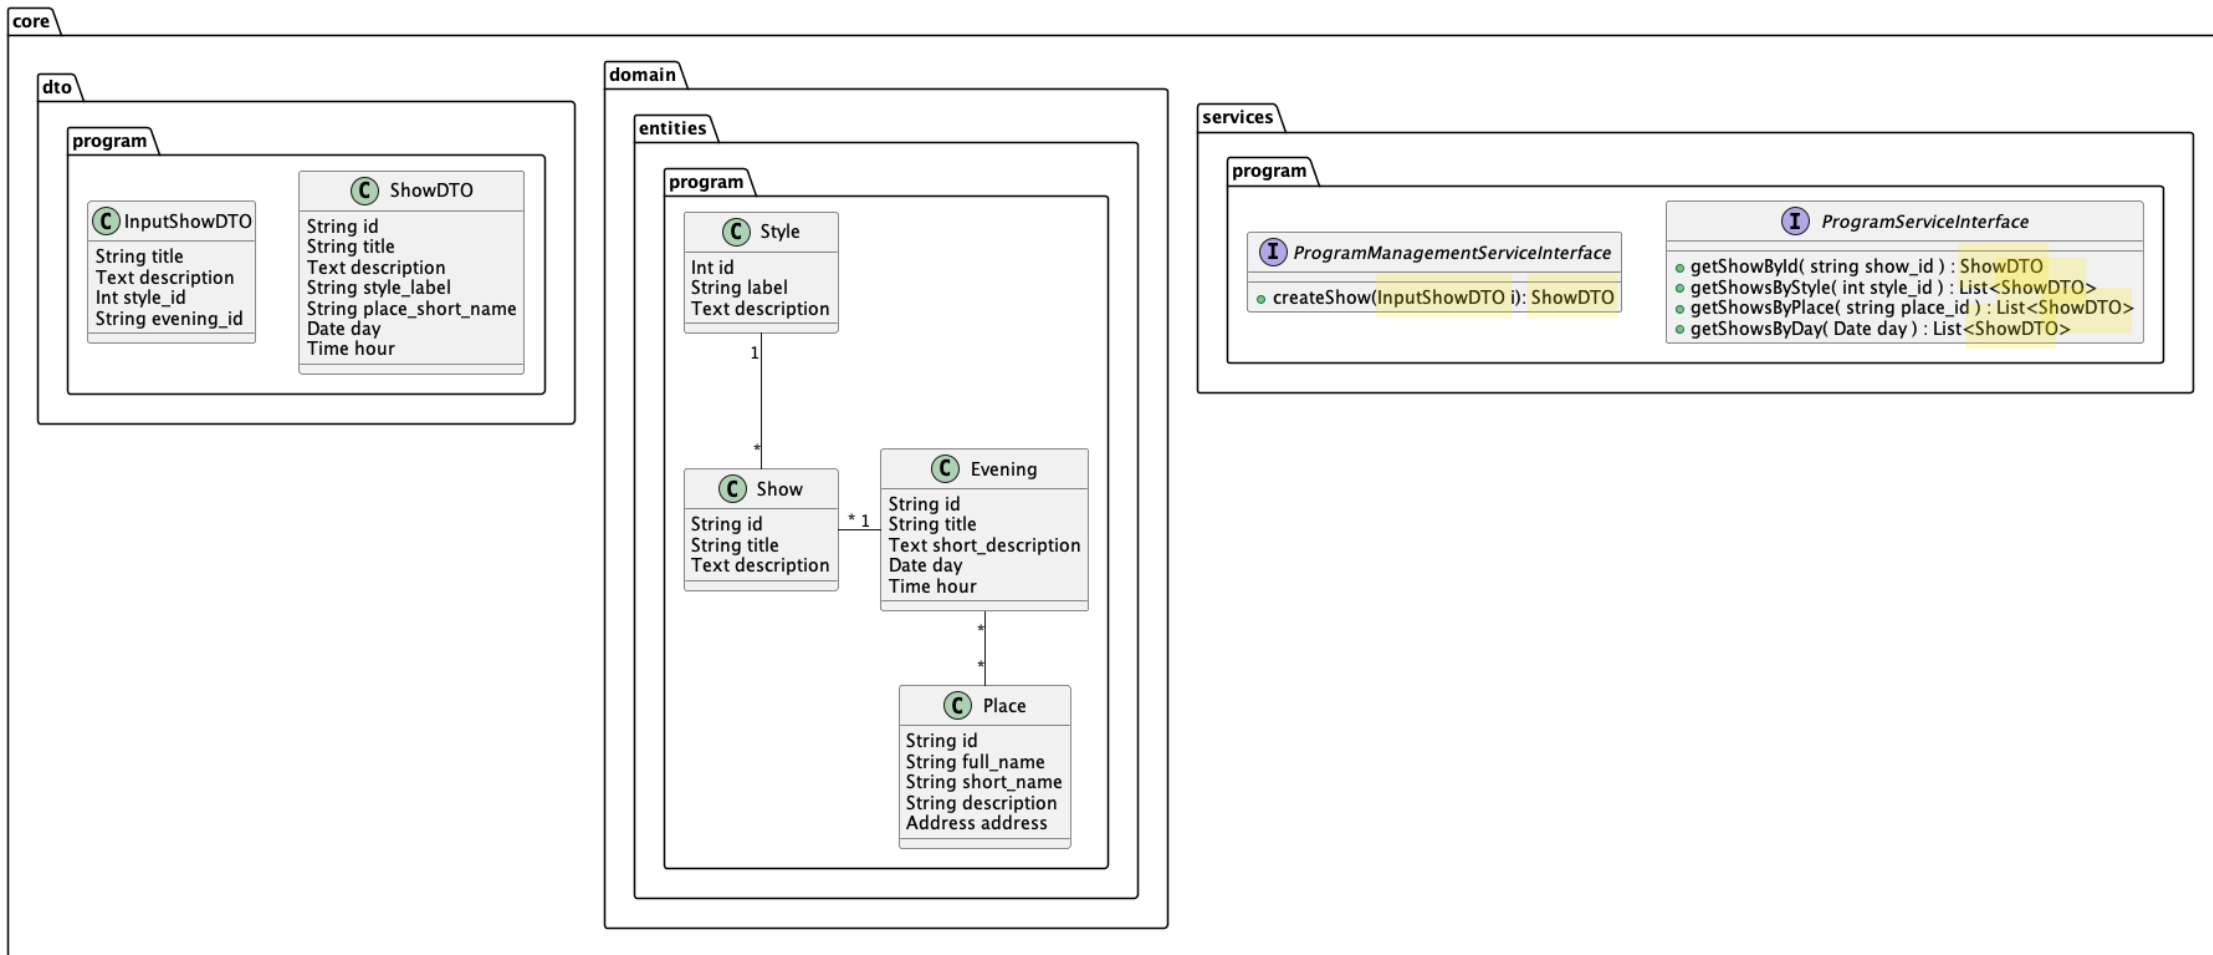 core
dto
program
C InputShowDTO
String title
Text description
Int style_id
String evening_id
C ShowDTO
String id
String title
Text description
String style_label
String place_short_name
Date day
Time hour
domain
entities
program
C Style
Int id
String label
Text description
1
*
C Show
String id
String title
Text description
* 1
C Evening
String id
String title
Text short_description
Date day
Time hour
*
*
C Place
String id
String full_name
String short_name
String description
Address address
services
program
I ProgramManagementServiceInterface
createShow(InputShowDTO i): ShowDTO
I ProgramServiceInterface
getShowById( string show_id ) : ShowDTO
getShowsByStyle( int style_id ) : List<ShowDTO>
getShowsByPlace( string place_id ) : List<ShowDTO>
getShowsByDay( Date day ) : List<ShowDTO>